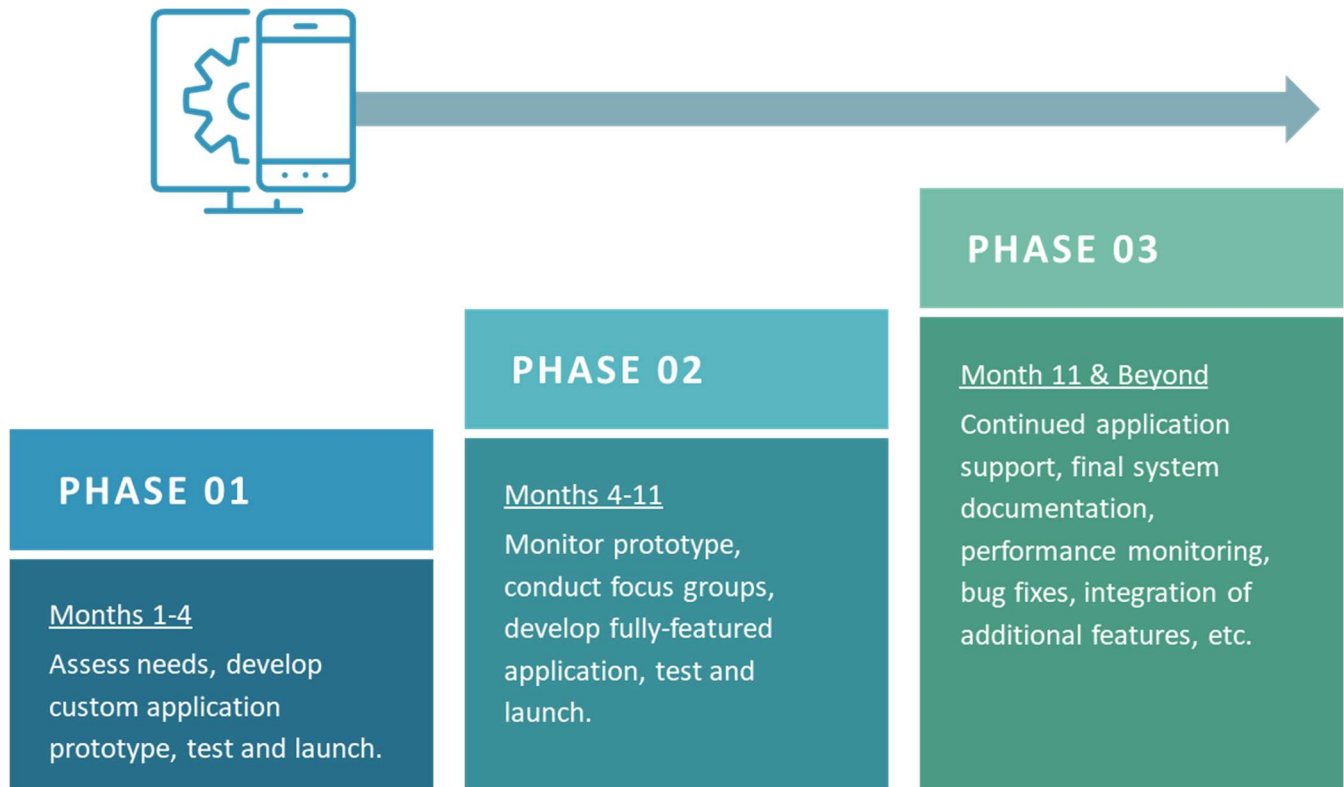 PHASE 01
Months 1-4
Assess needs, develop
custom application
prototype, test and launch.
PHASE 02
Months 4-11
Monitor prototype,
conduct focus groups,
develop fully-featured
application, test and
launch.
PHASE 03
Month 11 & Beyond
Continued application
support, final system
documentation,
performance monitoring,
bug fixes, integration of
additional features, etc.